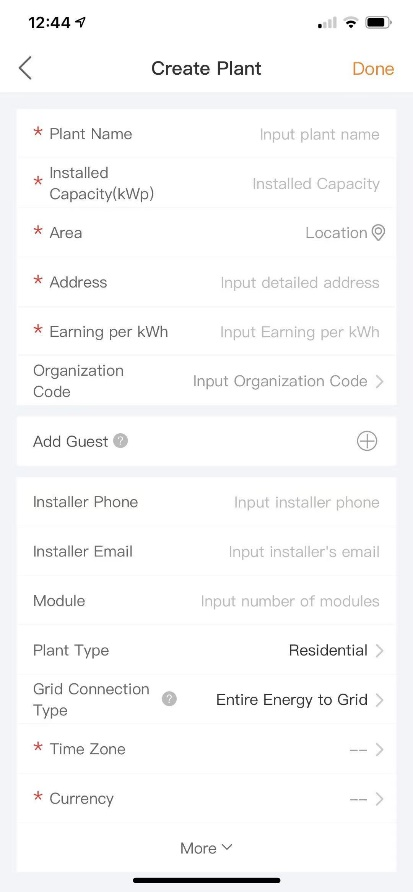 12:44
Create Plant
Done
* Plant Name
Input plant name
* Installed
Capacity(kWp)
Installed Capacity
* Area
Location
* Address
Input detailed address
* Earning per kWh
Input Earning per kWh
Organization
Code
Input Organization Code
Add Guest ?
Installer Phone
Input installer phone
Installer Email
Input installer's email
Module
Input number of modules
Plant Type
Residential
Grid Connection
Type
?
Entire Energy to Grid
* Time Zone
--
* Currency
--
More